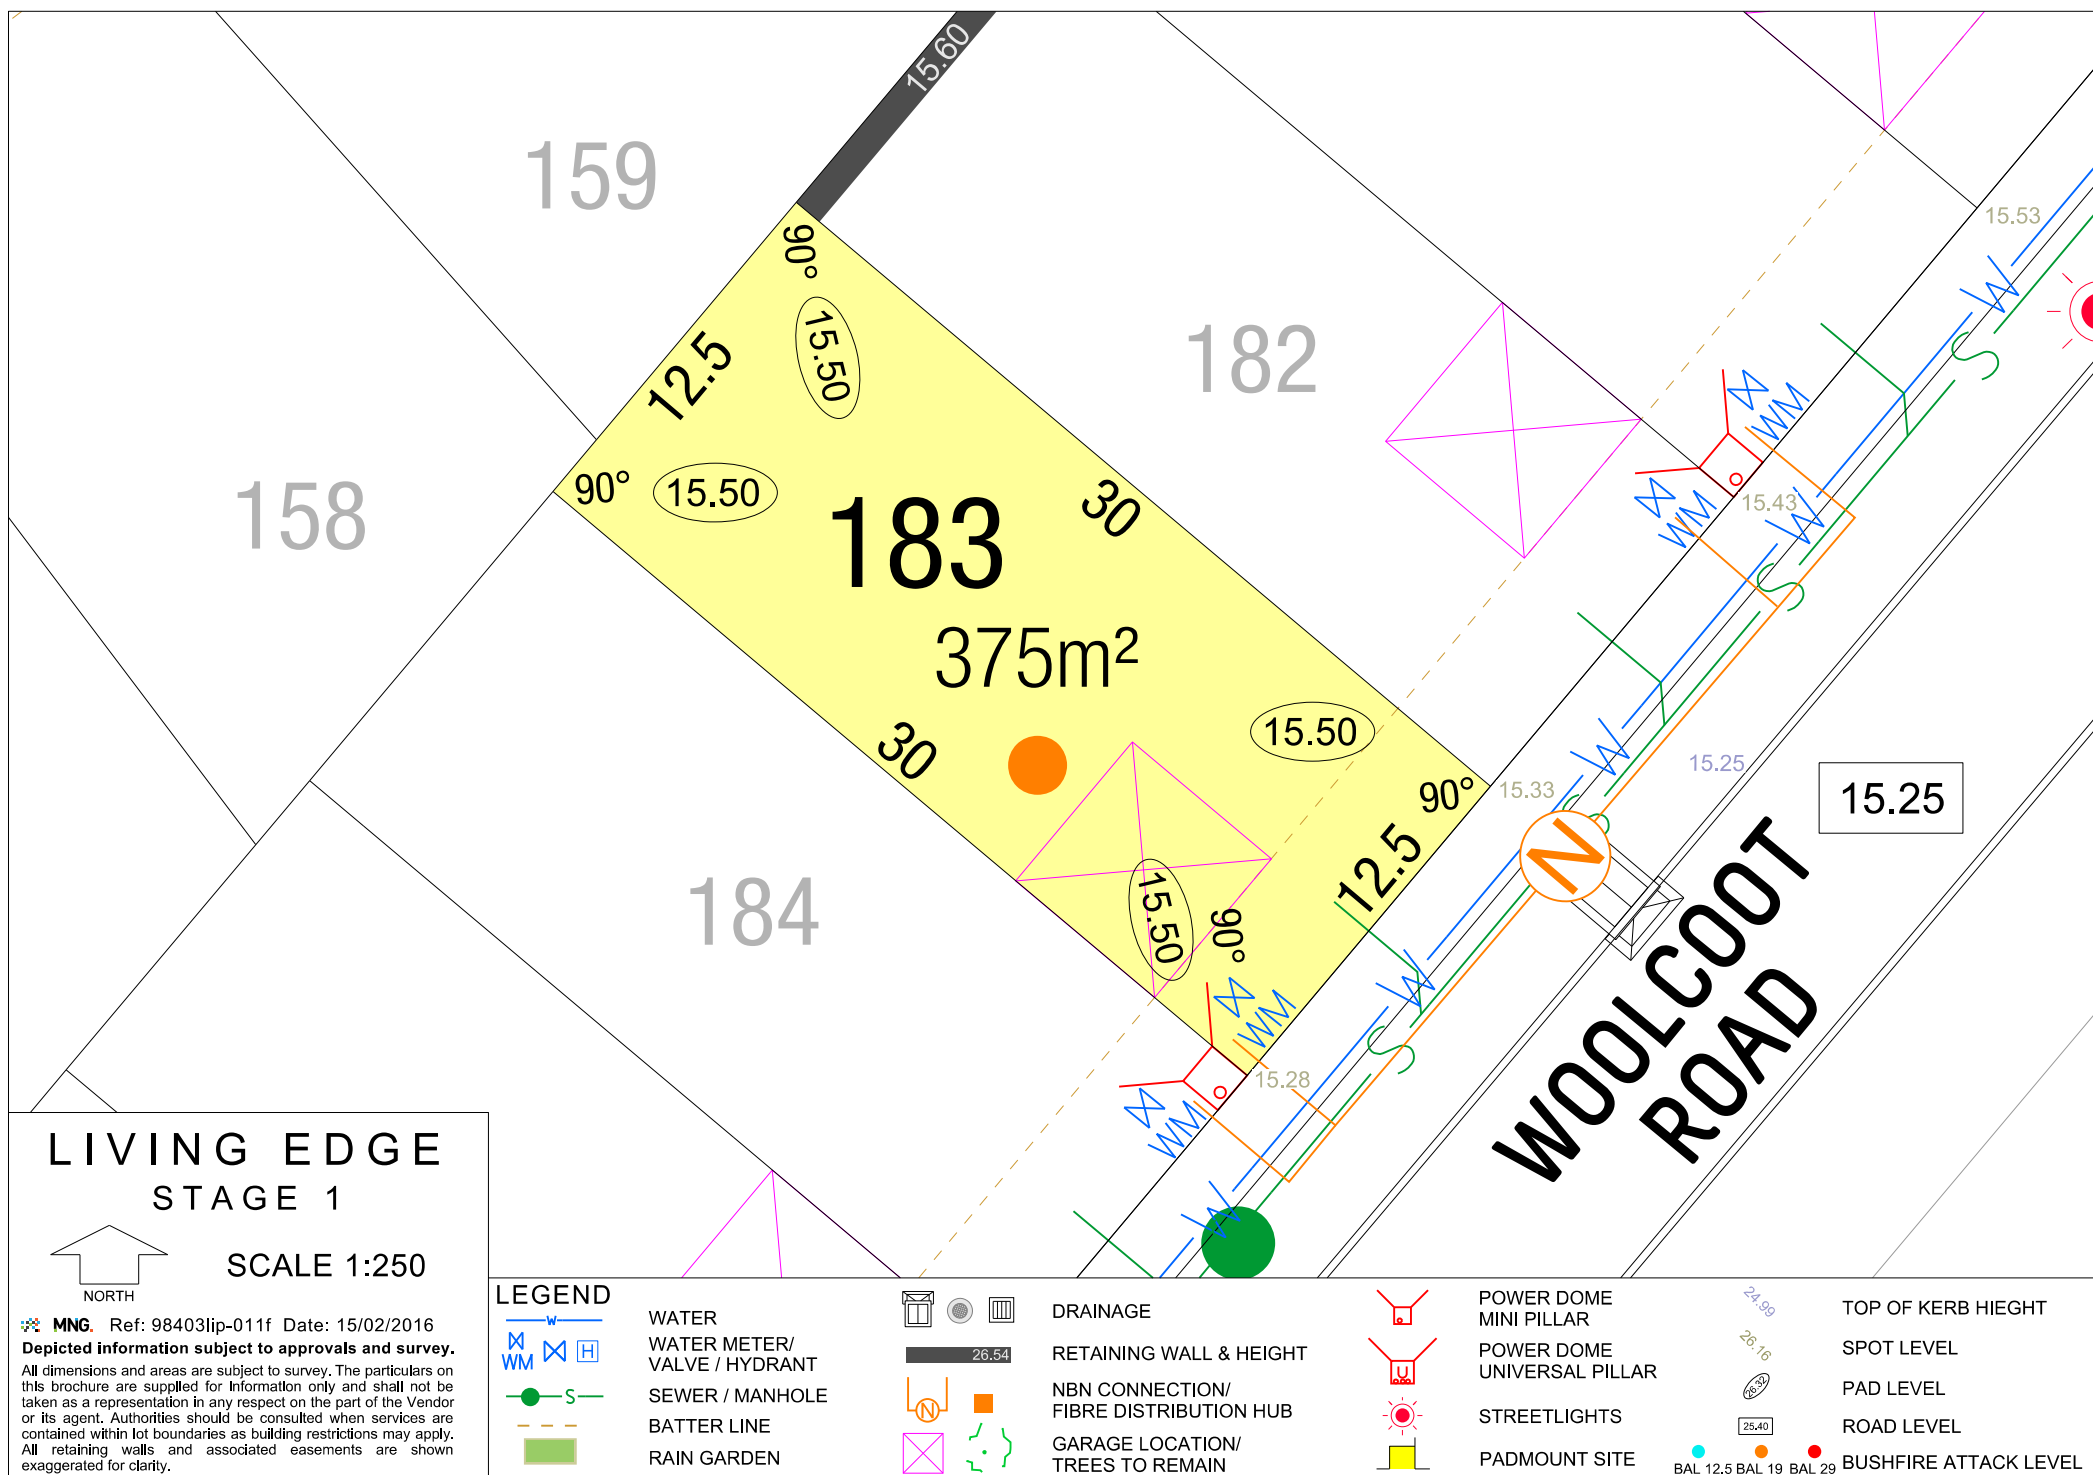 15.60
159
15.53
90°
15.50
12.5
182
WM
158
90°
15.50
183
30
15.43
WM
W
S
W
S
375m²
30
15.50
90°
15.33
W
S
N
15.25
15.25
12.5
WOOLCOOT
ROAD
184
15.50
90°
WM
W
S
15.28
WM
W
LIVING EDGE
STAGE 1
SCALE 1:250
NORTH
MNG. Ref: 98403lip-011f Date: 15/02/2016
Depicted information subject to approvals and survey.
All dimensions and areas are subject to survey. The particulars on
this brochure are supplied for information only and shall not be
taken as a representation in any respect on the part of the Vendor
or its agent. Authorities should be consulted when services are
contained within lot boundaries as building restrictions may apply.
All retaining walls and associated easements are shown
exaggerated for clarity.
LEGEND
W WATER
WM H WATER METER/
VALVE / HYDRANT
S SEWER / MANHOLE
BATTER LINE
RAIN GARDEN
DRAINAGE
26.54 RETAINING WALL & HEIGHT
N NBN CONNECTION/
FIBRE DISTRIBUTION HUB
GARAGE LOCATION/
TREES TO REMAIN
POWER DOME
MINI PILLAR
U POWER DOME
UNIVERSAL PILLAR
STREETLIGHTS
PADMOUNT SITE
24.99 TOP OF KERB HIEGHT
26.16 SPOT LEVEL
26.32 PAD LEVEL
25.40 ROAD LEVEL
BAL 12.5 BAL 19 BAL 29 BUSHFIRE ATTACK LEVEL